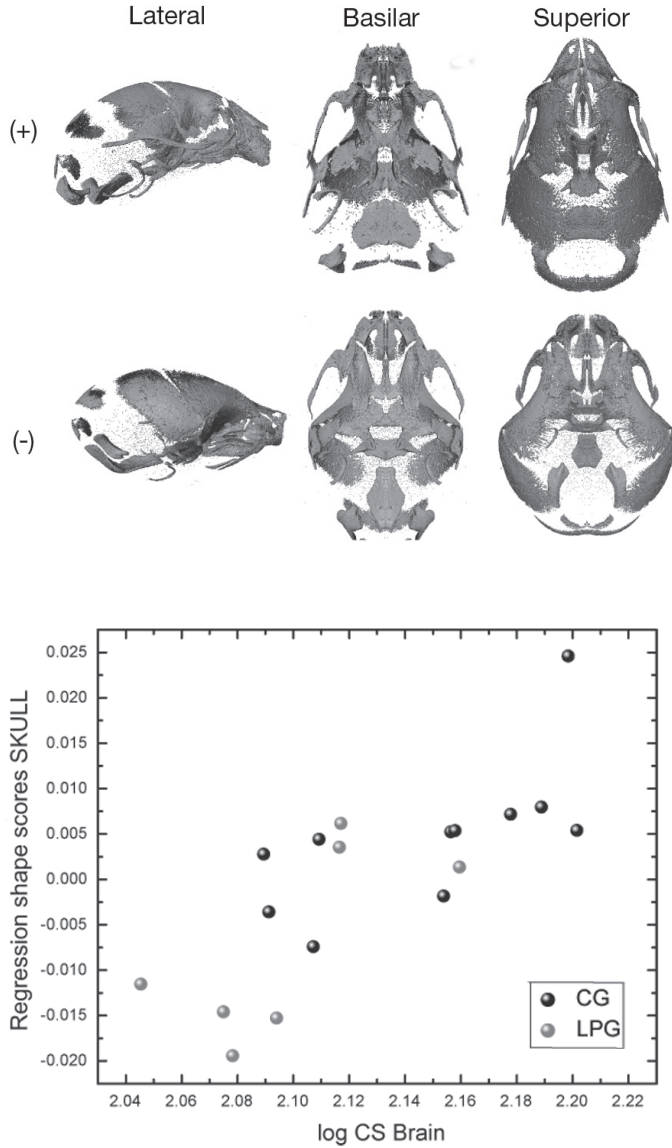 Lateral Basilar Superior
(+)
(-)
Regression shape scores SKULL
0.025
0.020
0.015
0.010
0.005
0.000
-0.005
-0.010
-0.015
-0.020
CG
LPG
2.04 2.06 2.08 2.10 2.12 2.14 2.16 2.18 2.20 2.22
log CS Brain